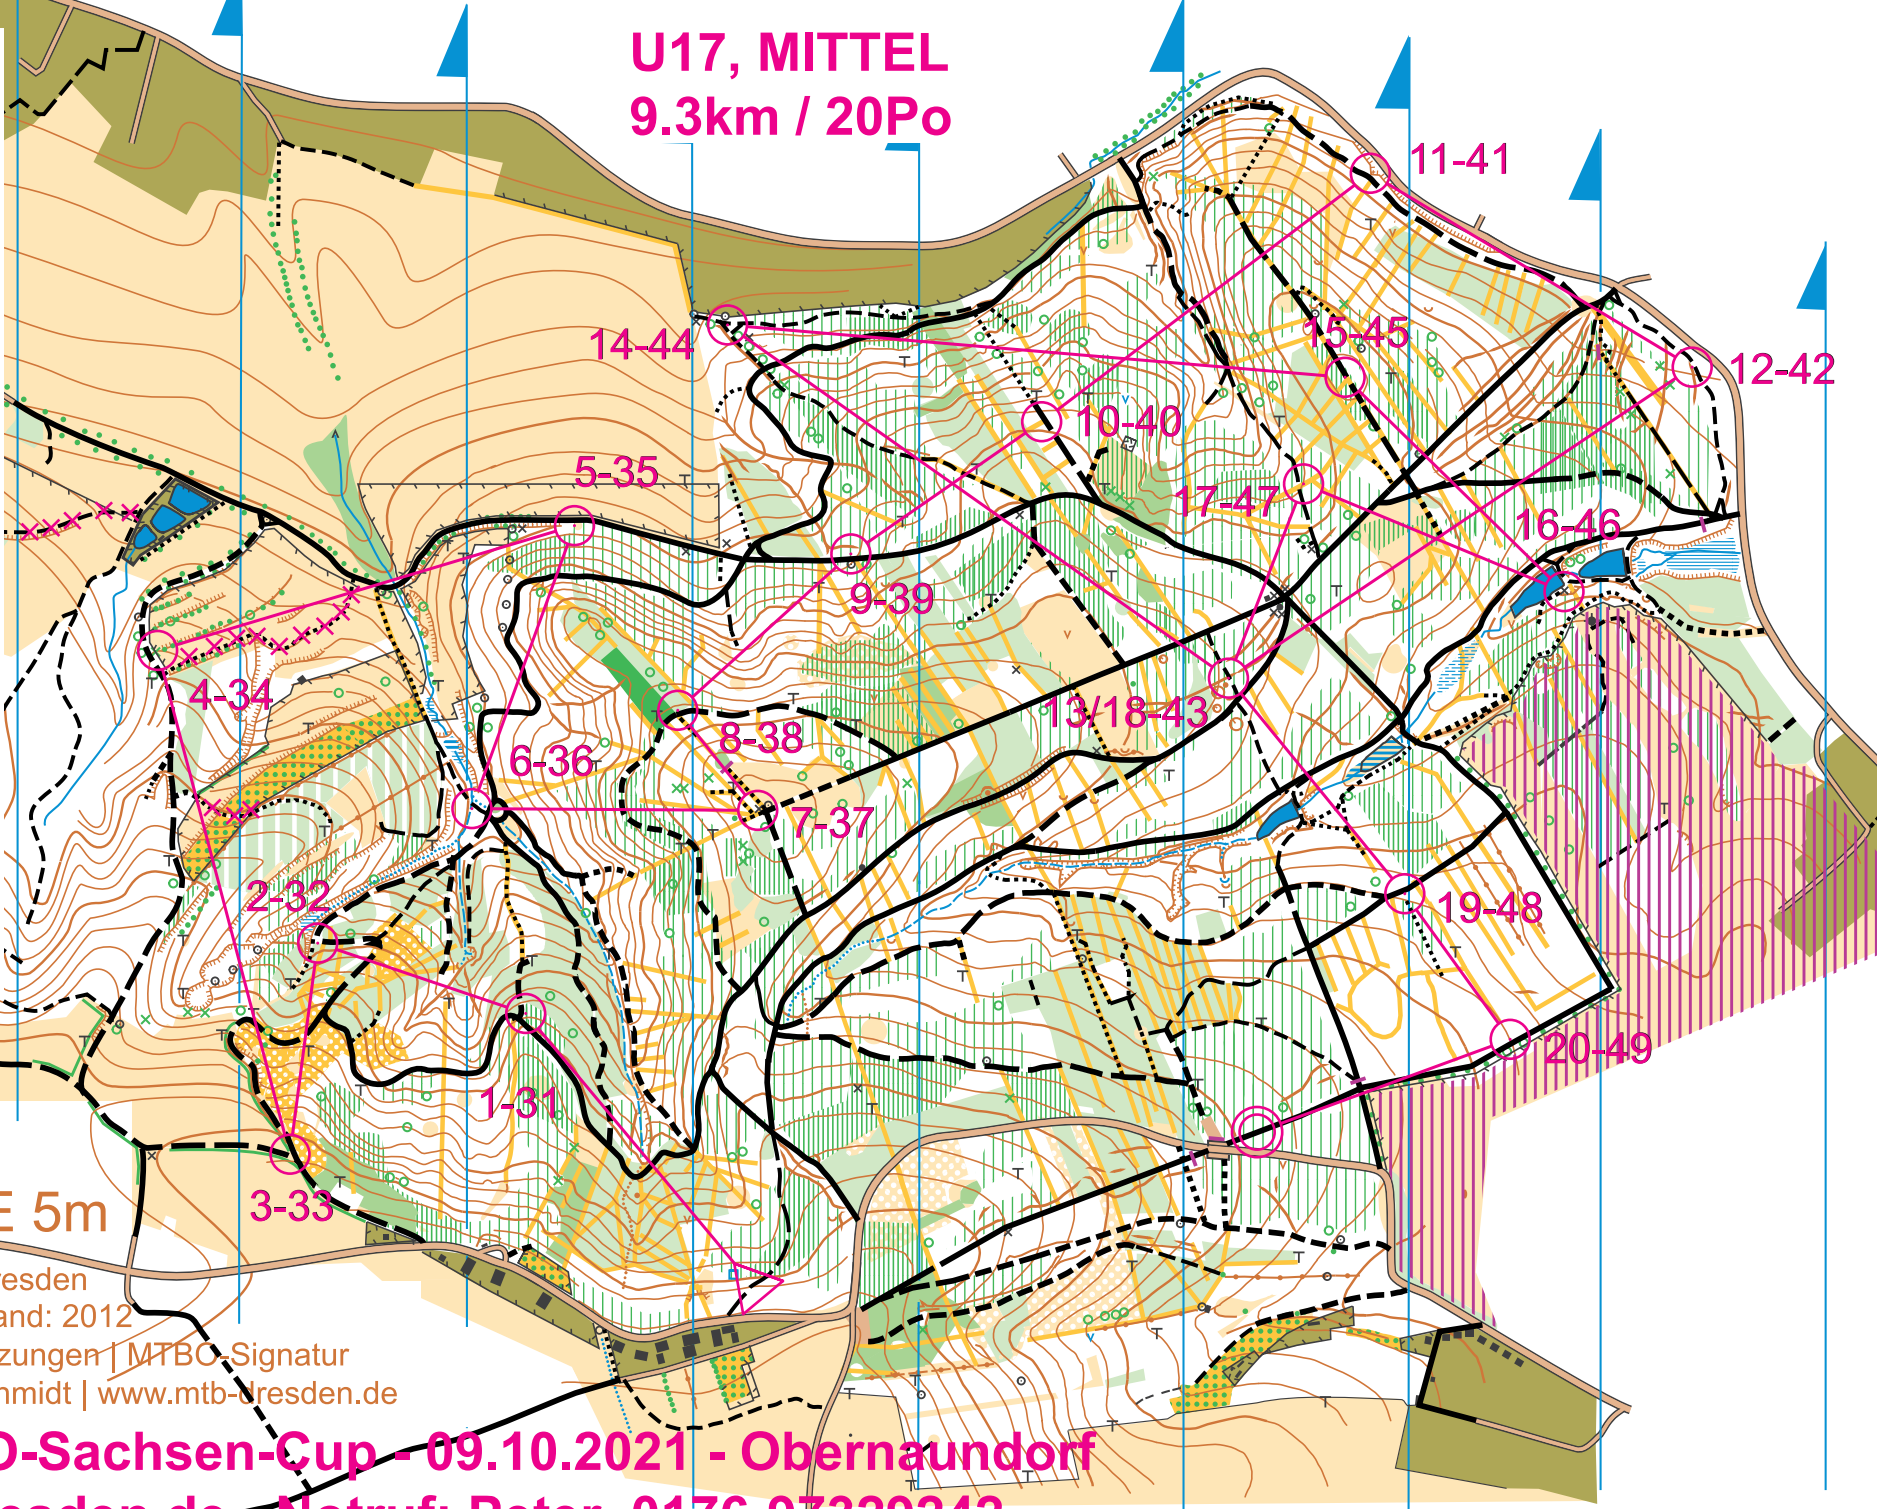 U17, MITTEL
9.3km / 20Po
11-41
14-44
15-45
12-42
10-40
5-35
17-47
16-46
9-39
4-34
13/18-43
8-38
6-36
7-37
2-32
19-48
20-49
1-31
3-33
E 5m
resden
and: 2012
zungen | MTBO-Signatur
hmidt | www.mtb-dresden.de
O-Sachsen-Cup - 09.10.2021 - Obernaundorf